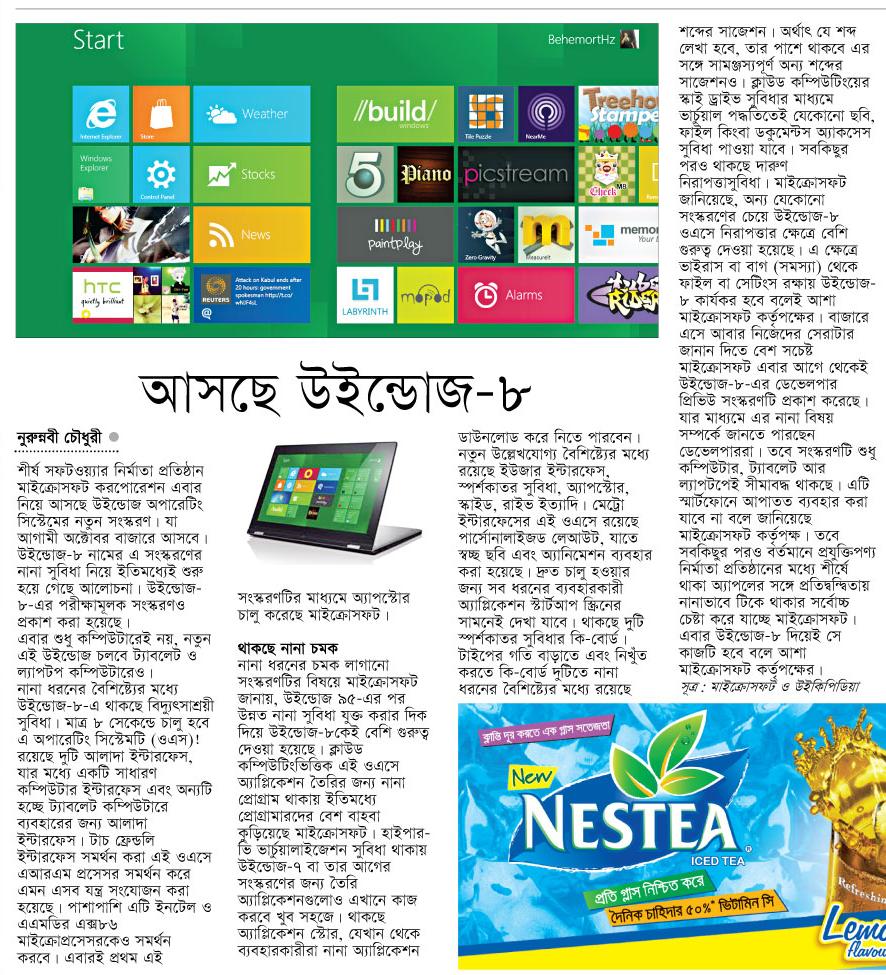 Start
BehemortHz
Internet Explorer
Store
Weather
//build/
windows
Tile Puzzle
NearMe
Treehou
Stampe
Windows
Explorer
Control Panel
Stocks
5
Piano
picstream
Check MB
News
paintplay
Zero-Gravity
MeasureIt
memor
Your b
htc
quietly brilliant
REUTERS
Attack on Kabul ends after
20 hours: government
spokesman http://t.co/
wNJF4sL
LABYRINTH
mopod
Alarms
tube
RIDER
আসছে উইন্ডোজ-৮
নুরুন্নবী চৌধুরী
শীর্ষ সফটওয়্যার নির্মাতা প্রতিষ্ঠান
মাইক্রোসফট করপোরেশন এবার
নিয়ে আসছে উইন্ডোজ অপারেটিং
সিস্টেমের নতুন সংস্করণ। যা
আগামী অক্টোবর বাজারে আসবে।
উইন্ডোজ-৮ নামের এ সংস্করণের
নানা সুবিধা নিয়ে ইতিমধ্যেই শুরু
হয়ে গেছে আলোচনা। উইন্ডোজ-
৮-এর পরীক্ষামূলক সংস্করণও
প্রকাশ করা হয়েছে।
এবার শুধু কম্পিউটারেই নয়, নতুন
এই উইন্ডোজ চলবে ট্যাবলেট ও
ল্যাপটপ কম্পিউটারেও।
নানা ধরনের বৈশিষ্ট্যের মধ্যে
উইন্ডোজ-৮-এ থাকছে বিদ্যুৎসাশ্রয়ী
সুবিধা। মাত্র ৮ সেকেন্ডে চালু হবে
এ অপারেটিং সিস্টেমটি (ওএস)!
রয়েছে দুটি আলাদা ইন্টারফেস,
যার মধ্যে একটি সাধারণ
কম্পিউটার ইন্টারফেস এবং অন্যটি
হচ্ছে ট্যাবলেট কম্পিউটারে
ব্যবহারের জন্য আলাদা
ইন্টারফেস। টাচ ফ্রেন্ডলি
ইন্টারফেস সমর্থন করা এই ওএসে
এআরএম প্রসেসর সমর্থন করে
এমন এসব যন্ত্র সংযোজন করা
হয়েছে। পাশাপাশি এটি ইনটেল ও
এএমডির এক্স৮৬
মাইক্রোপ্রসেসরকেও সমর্থন
করবে। এবারই প্রথম এই
সংস্করণটির মাধ্যমে অ্যাপস্টোর
চালু করেছে মাইক্রোসফট।
থাকছে নানা চমক
নানা ধরনের চমক লাগানো
সংস্করণটির বিষয়ে মাইক্রোসফট
জানায়, উইন্ডোজ ৯৫-এর পর
উন্নত নানা সুবিধা যুক্ত করার দিক
দিয়ে উইন্ডোজ-৮কেই বেশি গুরুত্ব
দেওয়া হয়েছে। ক্লাউড
কম্পিউটিংভিত্তিক এই ওএসে
অ্যাপ্লিকেশন তৈরির জন্য নানা
প্রোগ্রাম থাকায় ইতিমধ্যে
প্রোগ্রামারদের বেশ বাহবা
কুড়িয়েছে মাইক্রোসফট। হাইপার-
ভি ভার্চুয়ালাইজেশন সুবিধা থাকায়
উইন্ডোজ-৭ বা তার আগের
সংস্করণের জন্য তৈরি
অ্যাপ্লিকেশনগুলোও এখানে কাজ
করবে খুব সহজে। থাকছে
অ্যাপ্লিকেশন স্টোর, যেখান থেকে
ব্যবহারকারীরা নানা অ্যাপ্লিকেশন
ডাউনলোড করে নিতে পারবেন।
নতুন উল্লেখযোগ্য বৈশিষ্ট্যের মধ্যে
রয়েছে ইউজার ইন্টারফেস,
স্পর্শকাতর সুবিধা, অ্যাপস্টোর,
স্কাইড, রাইভ ইত্যাদি। মেট্রো
ইন্টারফেসের এই ওএসে রয়েছে
পার্সোনালাইজড লেআউট, যাতে
স্বচ্ছ ছবি এবং অ্যানিমেশন ব্যবহার
করা হয়েছে। দ্রুত চালু হওয়ার
জন্য সব ধরনের ব্যবহারকারী
অ্যাপ্লিকেশন স্টার্টআপ স্ক্রিনের
সামনেই দেখা যাবে। থাকছে দুটি
স্পর্শকাতর সুবিধার কি-বোর্ড।
টাইপের গতি বাড়াতে এবং নিখুঁত
করতে কি-বোর্ড দুটিতে নানা
ধরনের বৈশিষ্ট্যের মধ্যে রয়েছে
শব্দের সাজেশন। অর্থাৎ যে শব্দ
লেখা হবে, তার পাশে থাকবে এর
সঙ্গে সামঞ্জস্যপূর্ণ অন্য শব্দের
সাজেশনও। ক্লাউড কম্পিউটিংয়ের
স্কাই ড্রাইভ সুবিধার মাধ্যমে
ভার্চুয়াল পদ্ধতিতেই যেকোনো ছবি,
ফাইল কিংবা ডকুমেন্টস অ্যাকসেস
সুবিধা পাওয়া যাবে। সবকিছুর
পরও থাকছে দারুণ
নিরাপত্তাসুবিধা। মাইক্রোসফট
জানিয়েছে, অন্য যেকোনো
সংস্করণের চেয়ে উইন্ডোজ-৮
ওএসে নিরাপত্তার ক্ষেত্রে বেশি
গুরুত্ব দেওয়া হয়েছে। এ ক্ষেত্রে
ভাইরাস বা বাগ (সমস্যা) থেকে
ফাইল বা সেটিংস রক্ষায় উইন্ডোজ-
৮ কার্যকর হবে বলেই আশা
মাইক্রোসফট কর্তৃপক্ষের। বাজারে
এসে আবার নিজেদের সেরাটার
জানান দিতে বেশ সচেষ্ট
মাইক্রোসফট এবার আগে থেকেই
উইন্ডোজ-৮-এর ডেভেলপার
প্রিভিউ সংস্করণটি প্রকাশ করেছে।
যার মাধ্যমে এর নানা বিষয়
সম্পর্কে জানতে পারছেন
ডেভেলপাররা। তবে সংস্করণটি শুধু
কম্পিউটার, ট্যাবলেট আর
ল্যাপটপেই সীমাবদ্ধ থাকছে। এটি
স্মার্টফোনে আপাতত ব্যবহার করা
যাবে না বলে জানিয়েছে
মাইক্রোসফট কর্তৃপক্ষ। তবে
সবকিছুর পরও বর্তমানে প্রযুক্তিপণ্য
নির্মাতা প্রতিষ্ঠানের মধ্যে শীর্ষে
থাকা অ্যাপলের সঙ্গে প্রতিদ্বন্দ্বিতায়
নানাভাবে টিকে থাকার সর্বোচ্চ
চেষ্টা করে যাচ্ছে মাইক্রোসফট।
এবার উইন্ডোজ-৮ দিয়েই সে
কাজটি হবে বলে আশা
মাইক্রোসফট কর্তৃপক্ষের।
সূত্র: মাইক্রোসফট ও উইকিপিডিয়া
ক্লান্তি দূর করতে এক গ্লাস সতেজতা
New
NESTEA
ICED TEA
প্রতি গ্লাস নিশ্চিত করে
দৈনিক চাহিদার ৫০%* ভিটামিন সি
Refreshin
Lemo
flavou